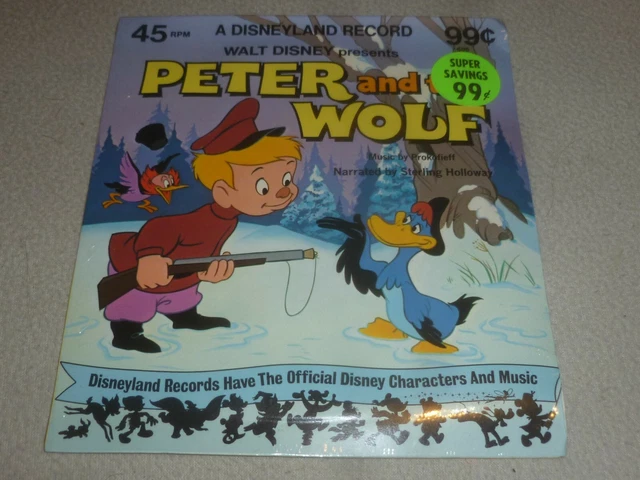 45 RPM A DISNEYLAND RECORD 99¢
WALT DISNEY presents
PETER and
WOLF
SUPER
SAVINGS
99¢
Music by Prokofieff
Narrated by Sterling Holloway
Disneyland Records Have The Official Disney Characters And Music